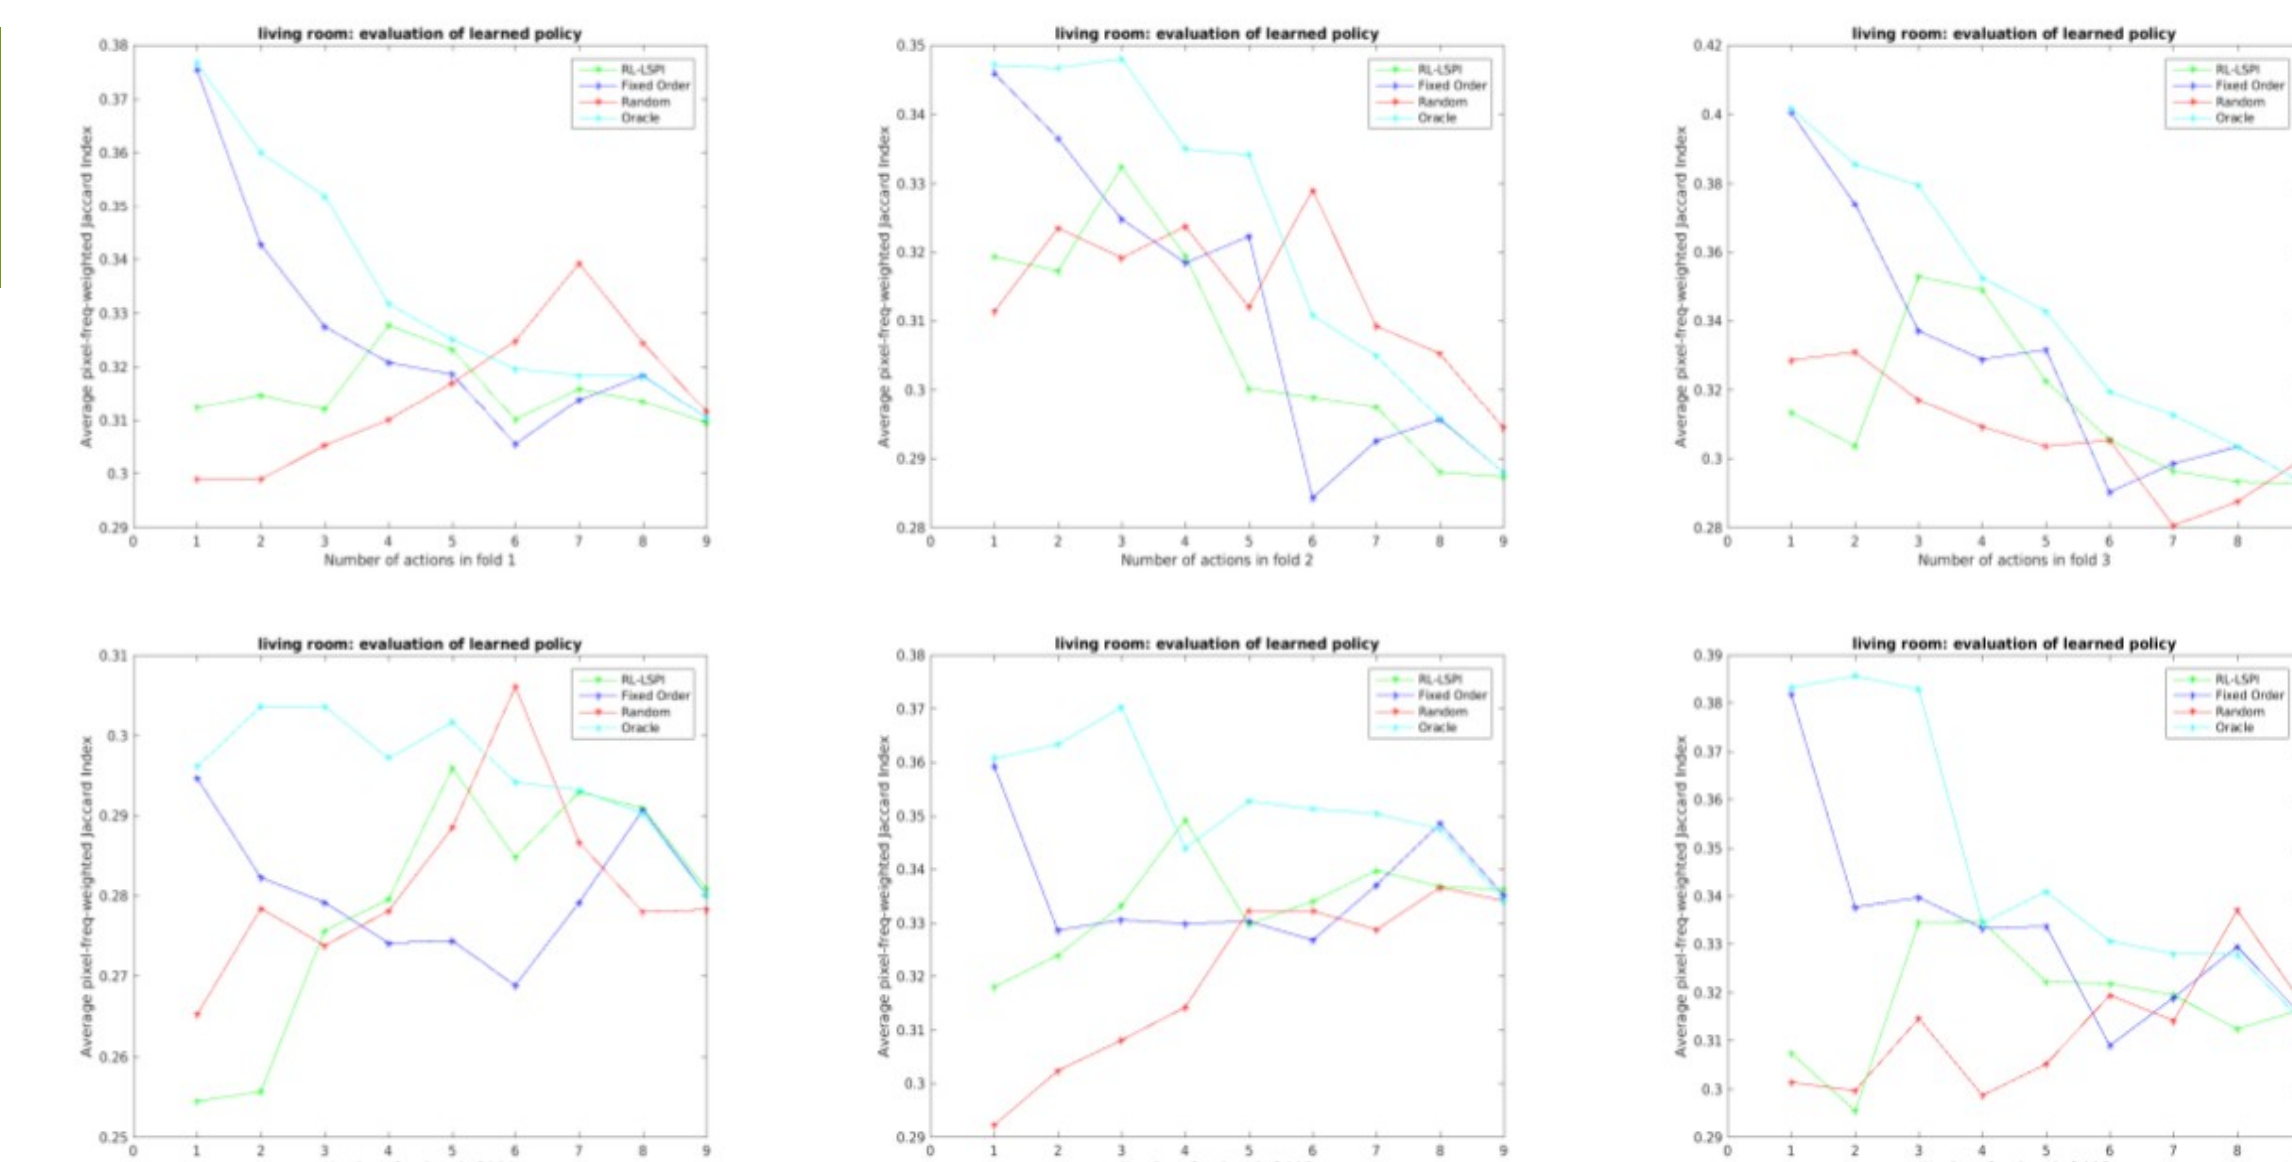 living room: evaluation of learned policy
0.38
0.37
0.36
0.35
0.34
0.33
0.32
0.31
0.3
0.29
Average pixel-freq-weighted Jaccard Index
RL-LSPI
Fixed Order
Random
Oracle
0 1 2 3 4 5 6 7 8 9
Number of actions in fold 1
living room: evaluation of learned policy
0.35
0.34
0.33
0.32
0.31
0.3
0.29
0.28
Average pixel-freq-weighted Jaccard Index
RL-LSPI
Fixed Order
Random
Oracle
0 1 2 3 4 5 6 7 8 9
Number of actions in fold 2
living room: evaluation of learned policy
0.42
0.4
0.38
0.36
0.34
0.32
0.3
0.28
Average pixel-freq-weighted Jaccard Index
RL-LSPI
Fixed Order
Random
Oracle
0 1 2 3 4 5 6 7 8
Number of actions in fold 3
living room: evaluation of learned policy
0.31
0.3
0.29
0.28
0.27
0.26
0.25
Average pixel-freq-weighted Jaccard Index
RL-LSPI
Fixed Order
Random
Oracle
0 1 2 3 4 5 6 7 8 9
living room: evaluation of learned policy
0.38
0.37
0.36
0.35
0.34
0.33
0.32
0.31
0.3
0.29
Average pixel-freq-weighted Jaccard Index
RL-LSPI
Fixed Order
Random
Oracle
0 1 2 3 4 5 6 7 8 9
living room: evaluation of learned policy
0.39
0.38
0.37
0.36
0.35
0.34
0.33
0.32
0.31
0.3
0.29
Average pixel-freq-weighted Jaccard Index
RL-LSPI
Fixed Order
Random
Oracle
0 1 2 3 4 5 6 7 8